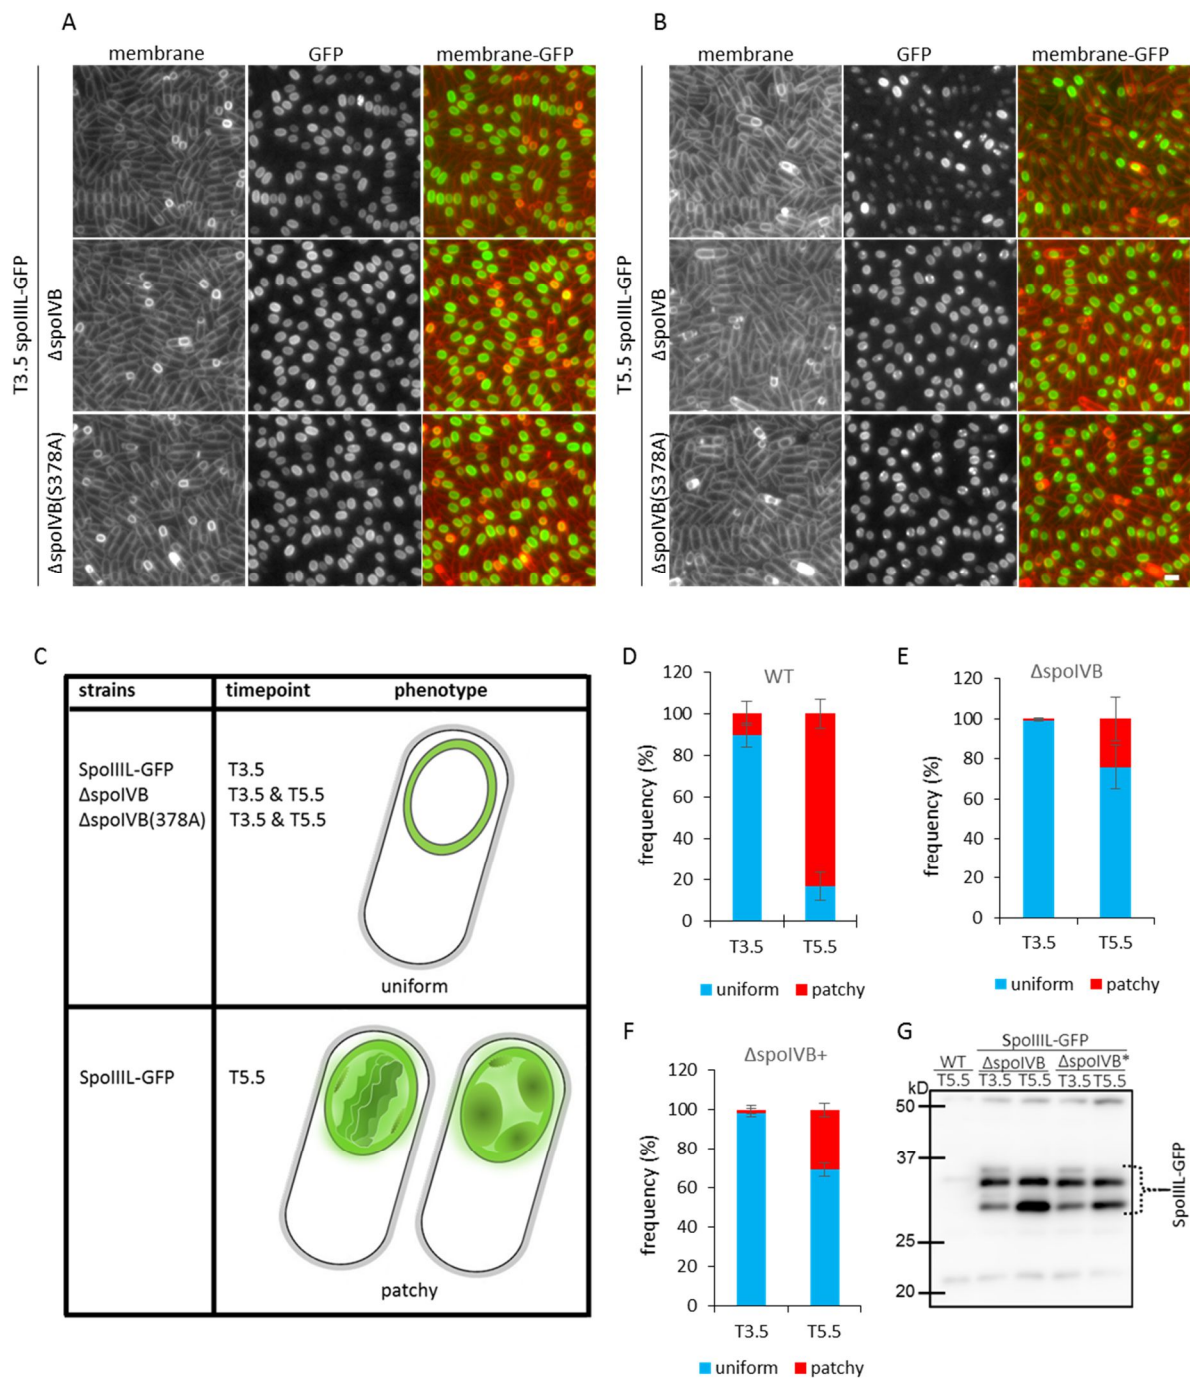 A
membrane GFP membrane-GFP
T3.5 spoIIIL-GFP
ΔspoIVB
ΔspoIVB(S378A)
B
membrane GFP membrane-GFP
T5.5 spoIIIL-GFP
ΔspoIVB
ΔspoIVB(S378A)
C
strains timepoint phenotype
SpoIIIL-GFP T3.5
ΔspoIVB T3.5 & T5.5
ΔspoIVB(378A) T3.5 & T5.5
uniform
SpoIIIL-GFP T5.5
patchy
D
WT
frequency (%)
120
100
80
60
40
20
0
T3.5 T5.5
uniform patchy
E
ΔspoIVB
frequency (%)
120
100
80
60
40
20
0
T3.5 T5.5
uniform patchy
F
ΔspoIVB+
frequency (%)
120
100
80
60
40
20
0
T3.5 T5.5
uniform patchy
G
SpoIIIL-GFP
WT ΔspoIVB ΔspoIVB*
kD T5.5 T3.5 T5.5 T3.5 T5.5
50
37
25
20
SpoIIIL-GFP